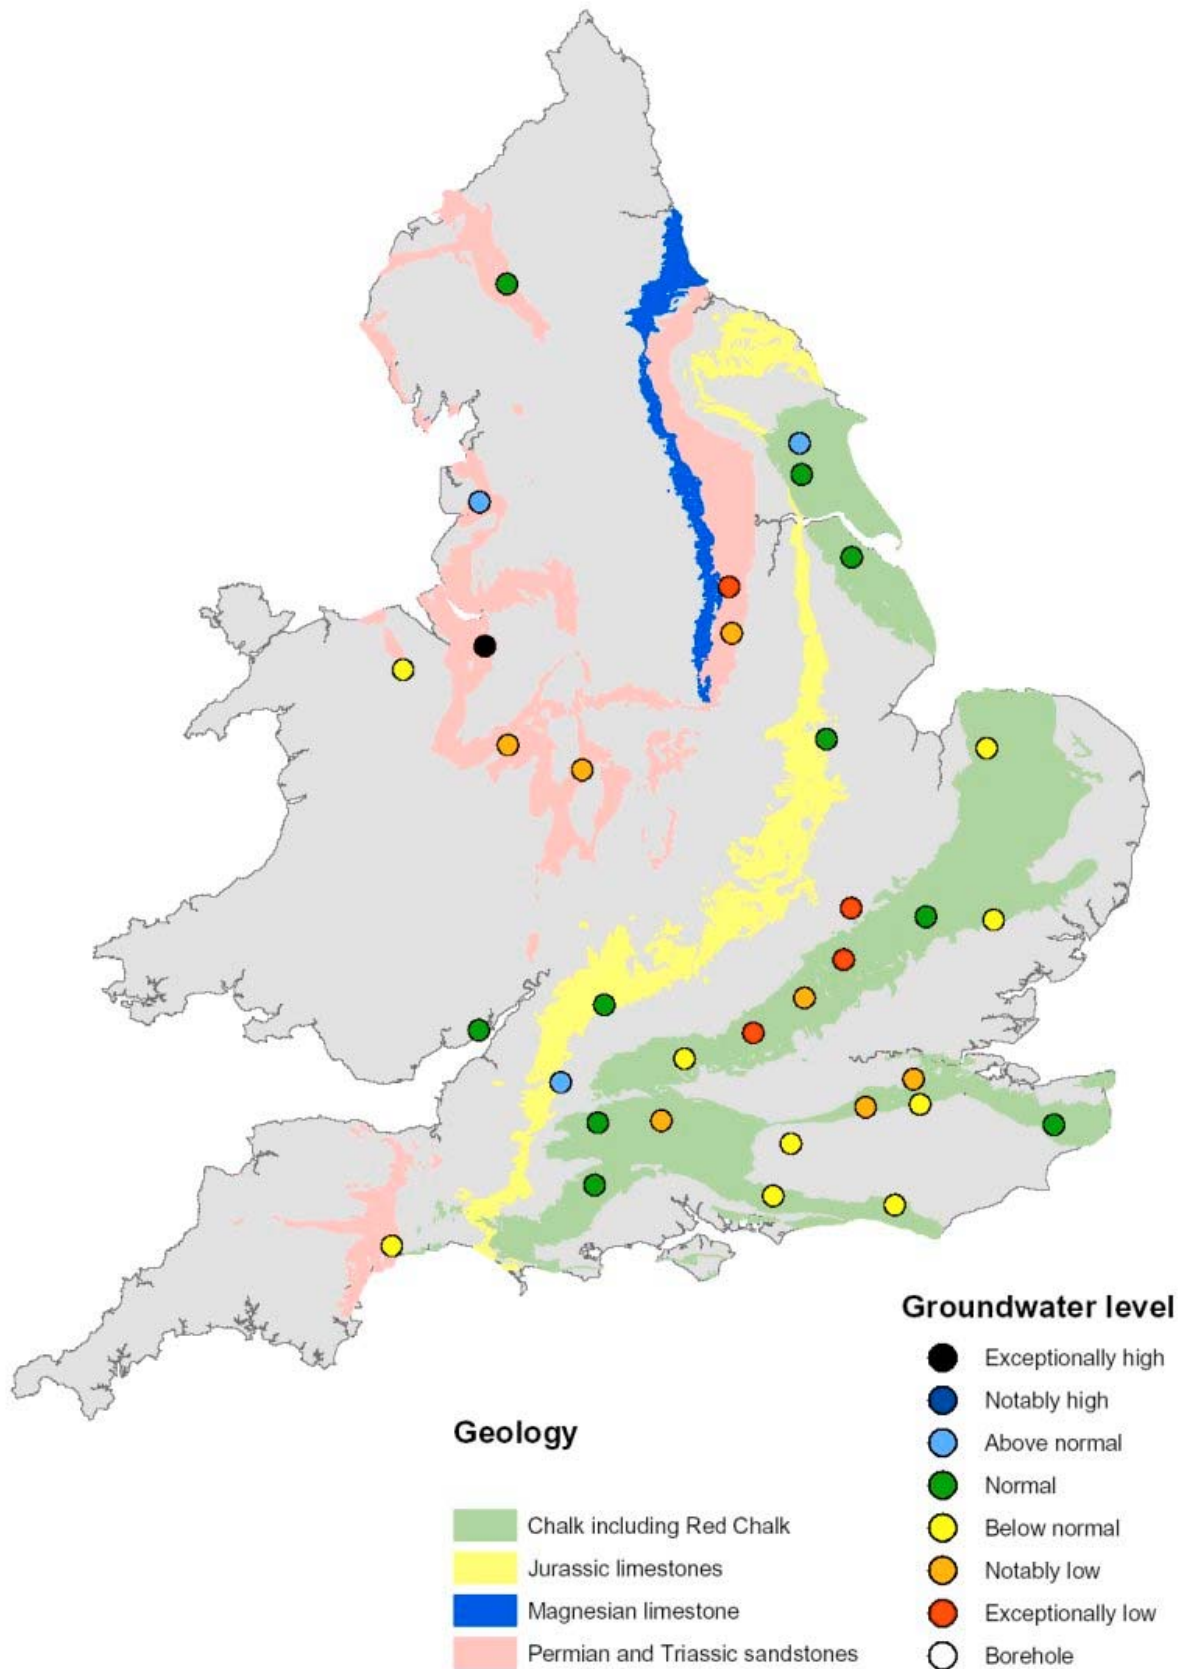 Groundwater level
Exceptionally high
Notably high
Above normal
Normal
Below normal
Notably low
Exceptionally low
Borehole
Geology
Chalk including Red Chalk
Jurassic limestones
Magnesian limestone
Permian and Triassic sandstones